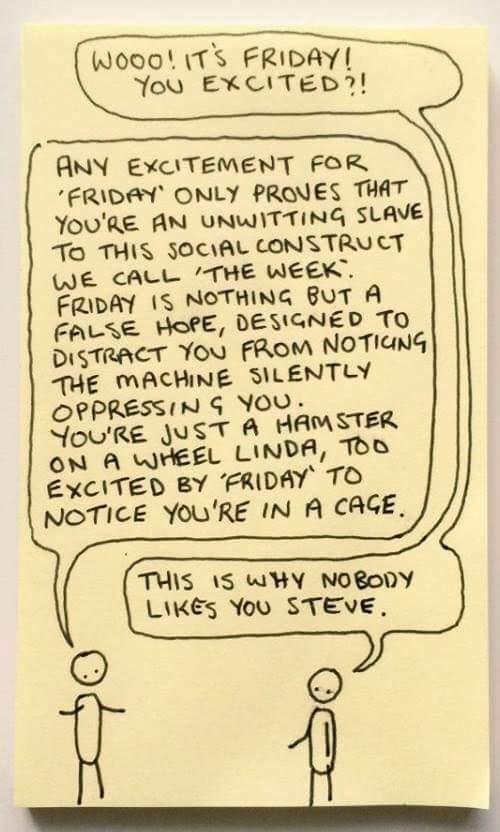 WOOO! IT'S FRIDAY!
YOU EXCITED?!
ANY EXCITEMENT FOR
'FRIDAY' ONLY PROVES THAT
YOU'RE AN UNWITTING SLAVE
TO THIS SOCIAL CONSTRUCT
WE CALL 'THE WEEK'.
FRIDAY IS NOTHING BUT A
FALSE HOPE, DESIGNED TO
DISTRACT YOU FROM NOTICING
THE MACHINE SILENTLY
OPPRESSING YOU.
YOU'RE JUST A HAMSTER
ON A WHEEL LINDA, TOO
EXCITED BY 'FRIDAY' TO
NOTICE YOU'RE IN A CAGE.
THIS IS WHY NOBODY
LIKES YOU STEVE.